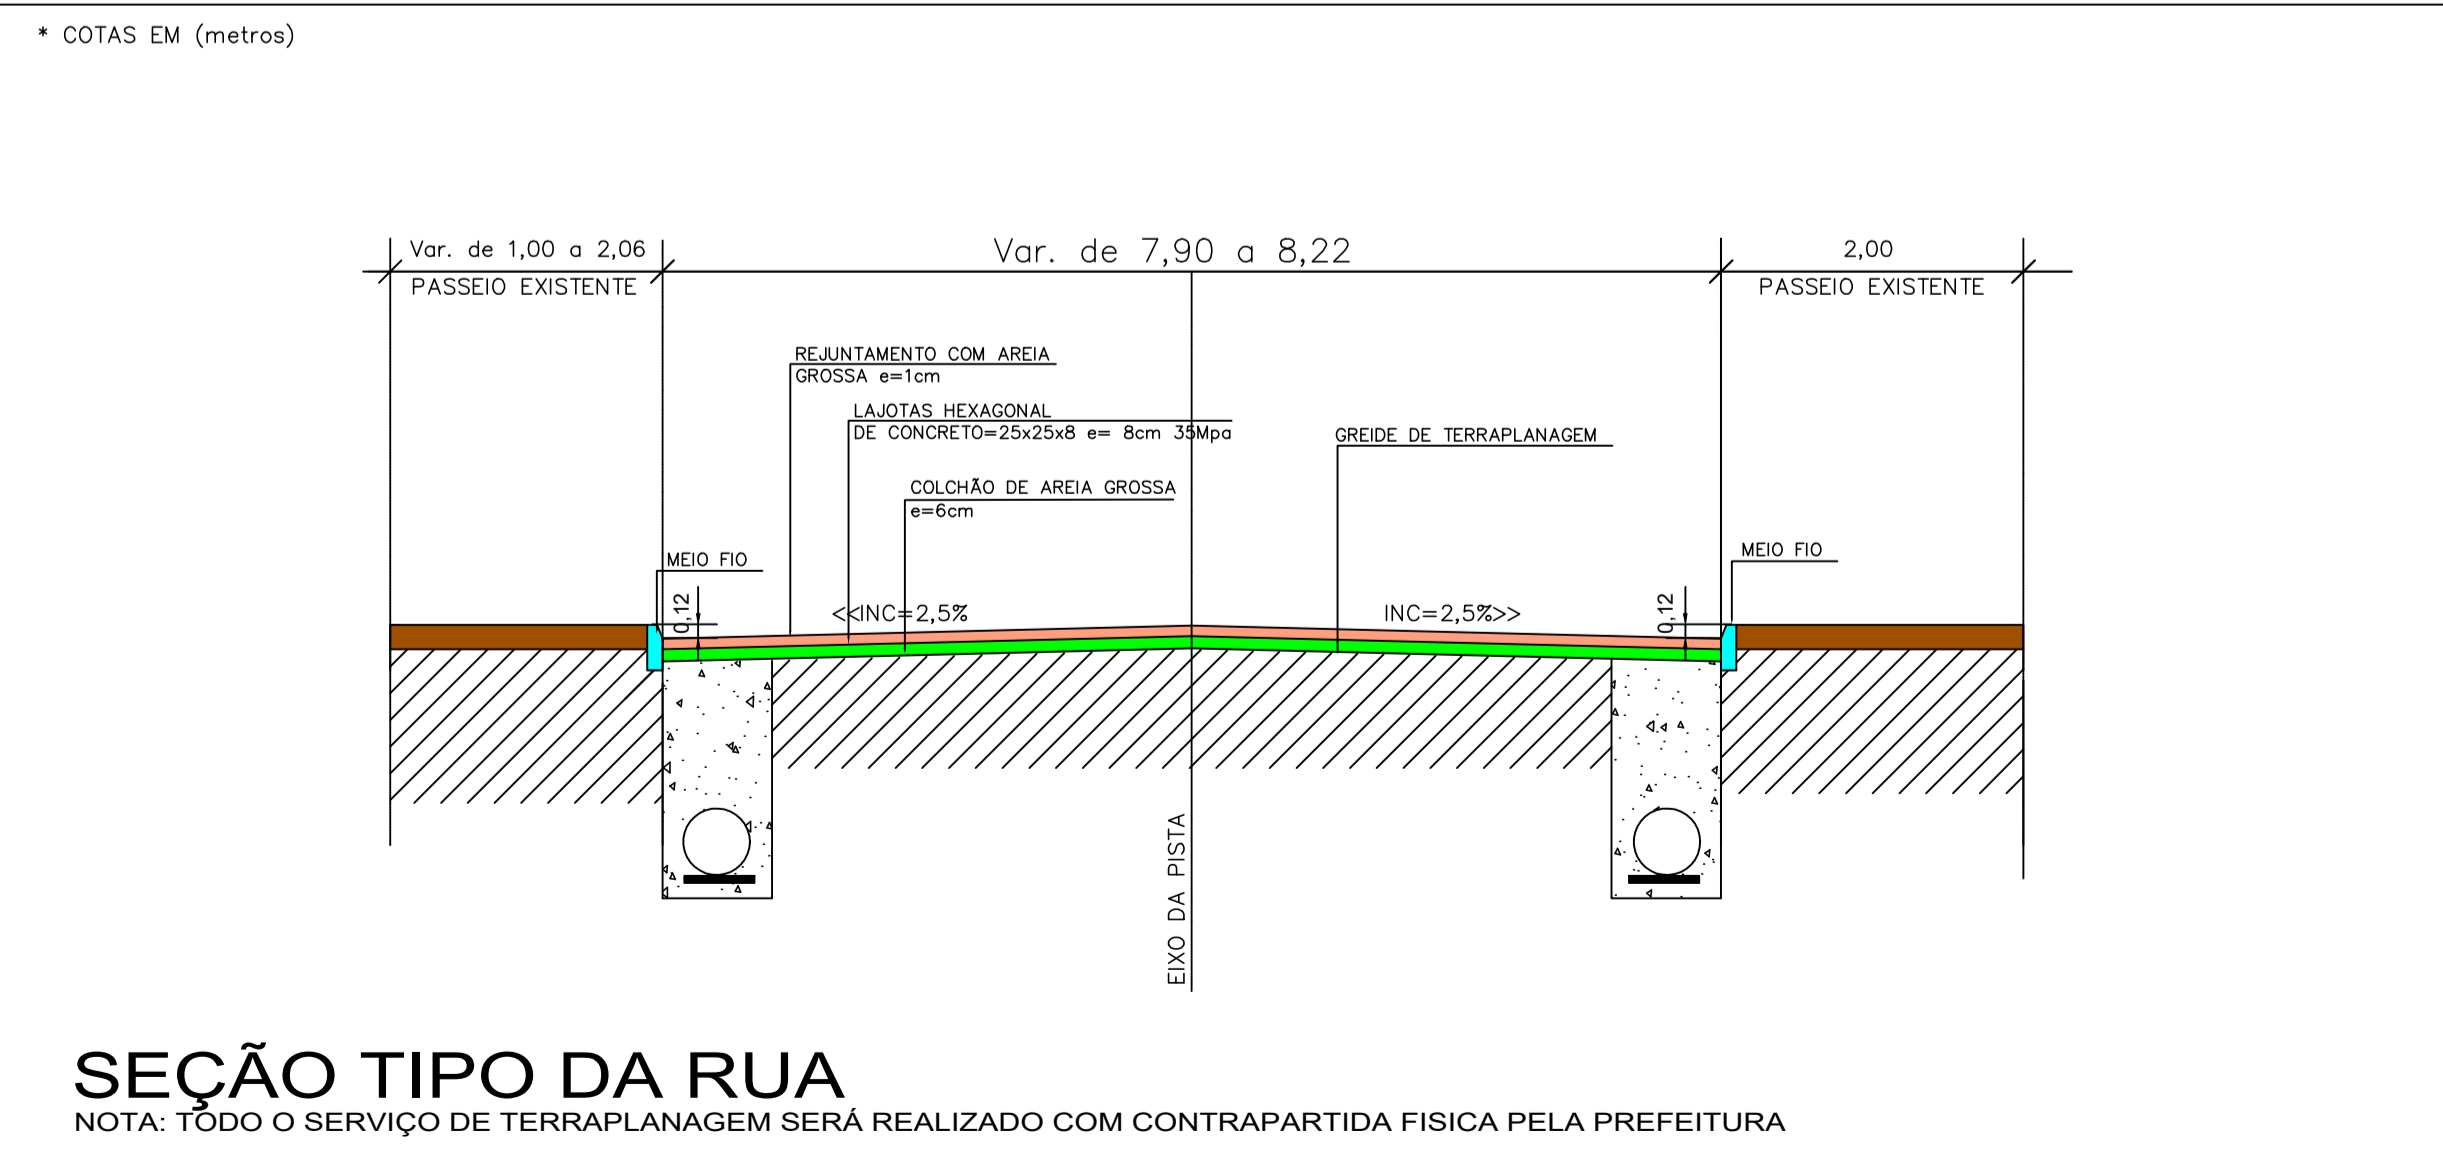 * COTAS EM (metros)
Var. de 1,00 a 2,06
Var. de 7,90 a 8,22
2,00
PASSEIO EXISTENTE
PASSEIO EXISTENTE
REJUNTAMENTO COM AREIA
GROSSA e=1cm
LAJOTAS HEXAGONAL
DE CONCRETO=25x25x8 e= 8cm 35Mpa
GREIDE DE TERRAPLANAGEM
COLCHÃO DE AREIA GROSSA
e=6cm
MEIO FIO
MEIO FIO
0,12
<<INC=2,5%
INC=2,5%>>
0,12
EIXO DA PISTA
SEÇÃO TIPO DA RUA
NOTA: TODO O SERVIÇO DE TERRAPLANAGEM SERÁ REALIZADO COM CONTRAPARTIDA FISICA PELA PREFEITURA